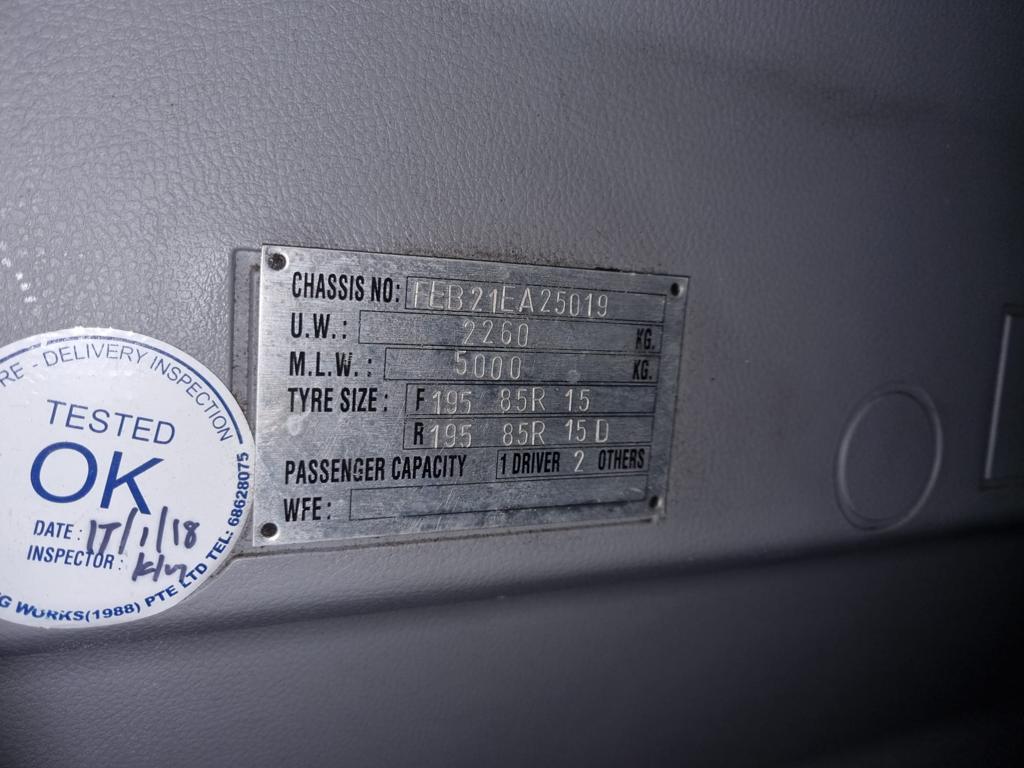 CHASSIS NO: FEB21EA25019
U.W.: 2260 KG.
M.L.W.: 5000 KG.
TYRE SIZE: F 195 85R 15
R 195 85R 15 D
PASSENGER CAPACITY 1 DRIVER 2 OTHERS
WFE:
RE - DELIVERY INSPECTION
TESTED
OK
DATE: 17/1/18
INSPECTOR:
G WORKS(1988) PTE LTD TEL: 68628075